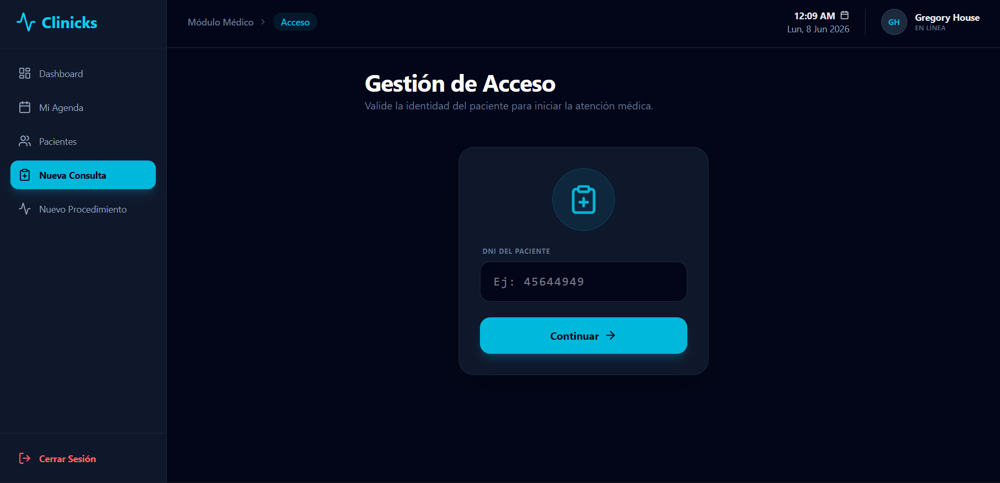 Clinicks
Módulo Médico
Acceso
12:09 AM
Lun, 8 Jun 2026
GH
Gregory House
EN LÍNEA
Dashboard
Mi Agenda
Pacientes
Nueva Consulta
Nuevo Procedimiento
Cerrar Sesión
Gestión de Acceso
Valide la identidad del paciente para iniciar la atención médica.
DNI DEL PACIENTE
Ej: 45644949
Continuar